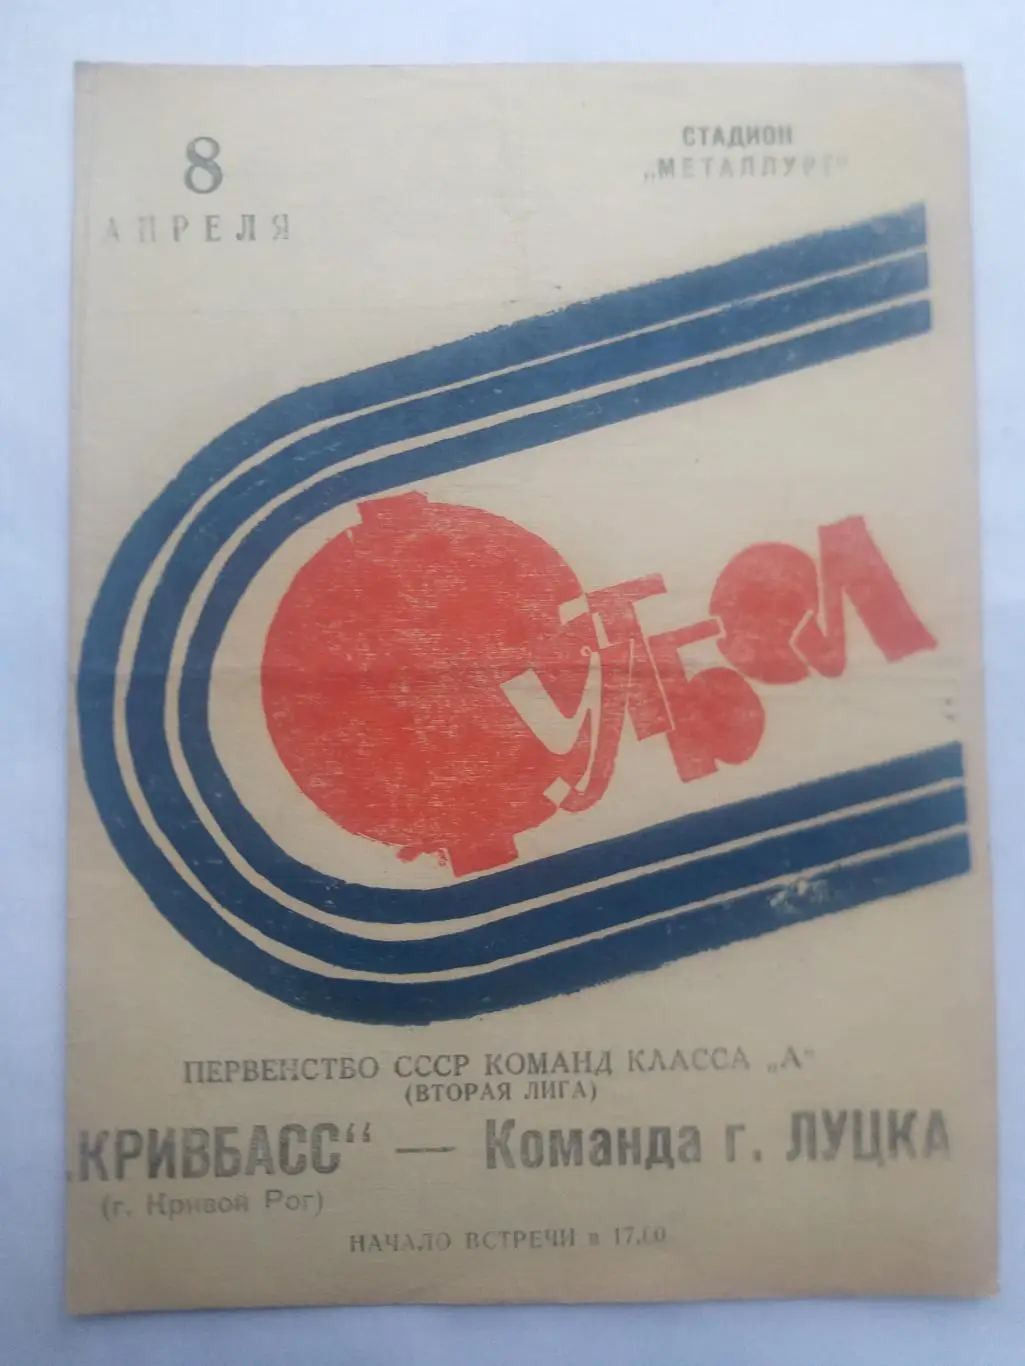 8
АПРЕЛЯ
СТАДИОН
„МЕТАЛЛУРГ“
ФУТБОЛ
ПЕРВЕНСТВО СССР КОМАНД КЛАССА „А“
(ВТОРАЯ ЛИГА)
„КРИВБАСС“ — Команда г. ЛУЦКА
(г. Кривой Рог)
НАЧАЛО ВСТРЕЧИ в 17.00